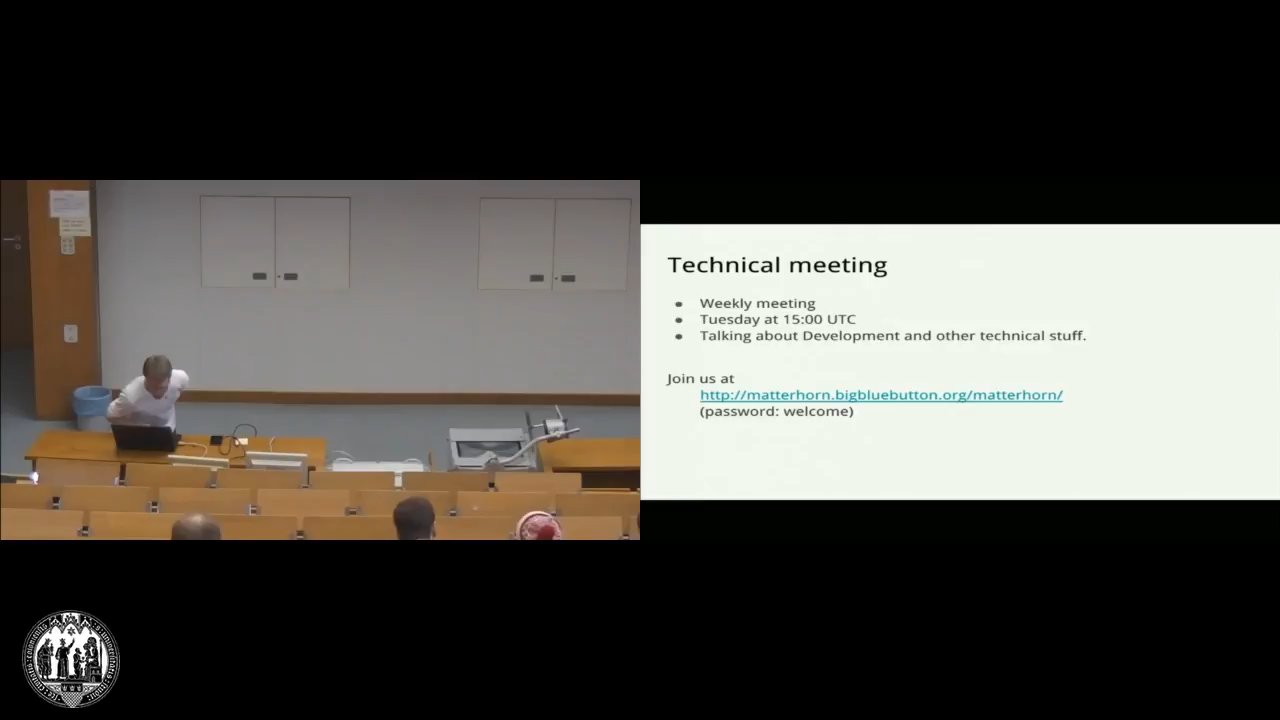 Technical meeting
● Weekly meeting
● Tuesday at 15:00 UTC
● Talking about Development and other technical stuff.
Join us at
http://matterhorn.bigbluebutton.org/matterhorn/
(password: welcome)